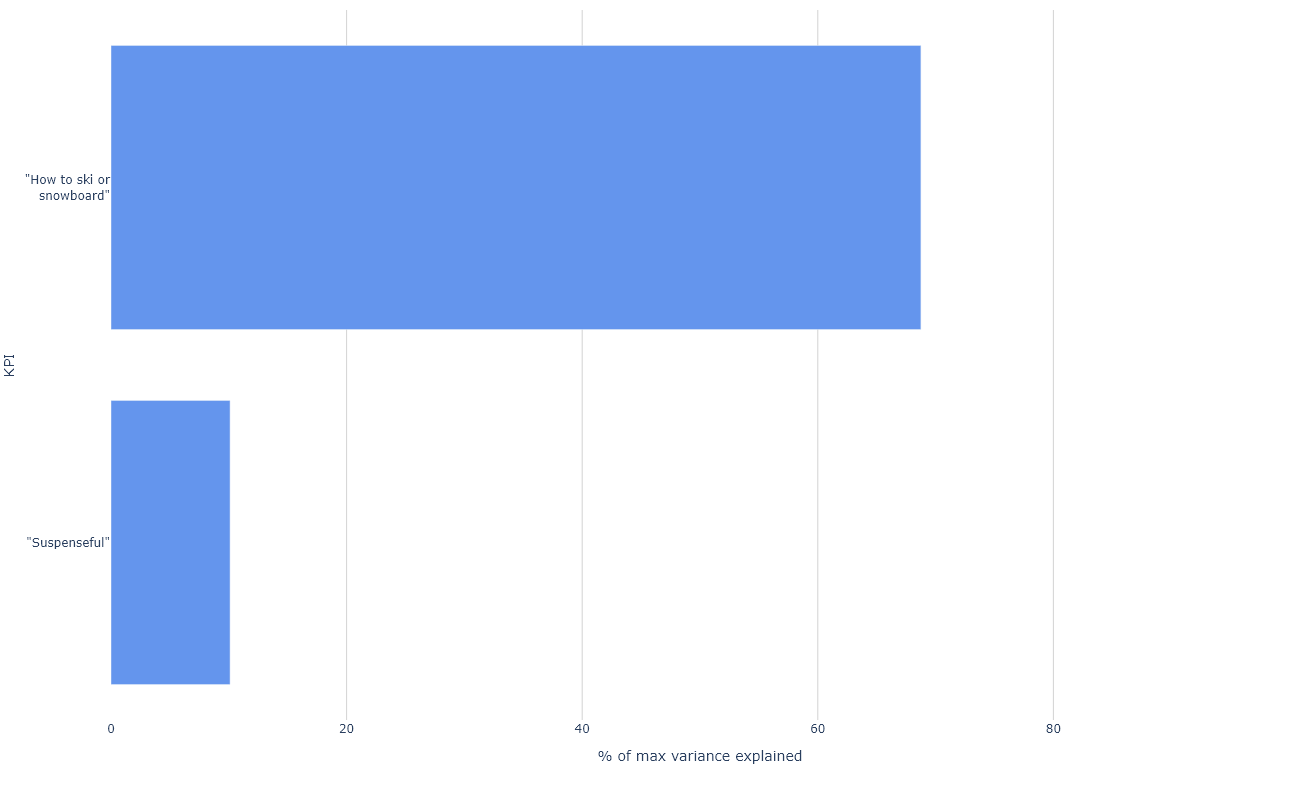 "How to ski or
snowboard"
KPI
"Suspenseful"
0
20
40
60
80
% of max variance explained